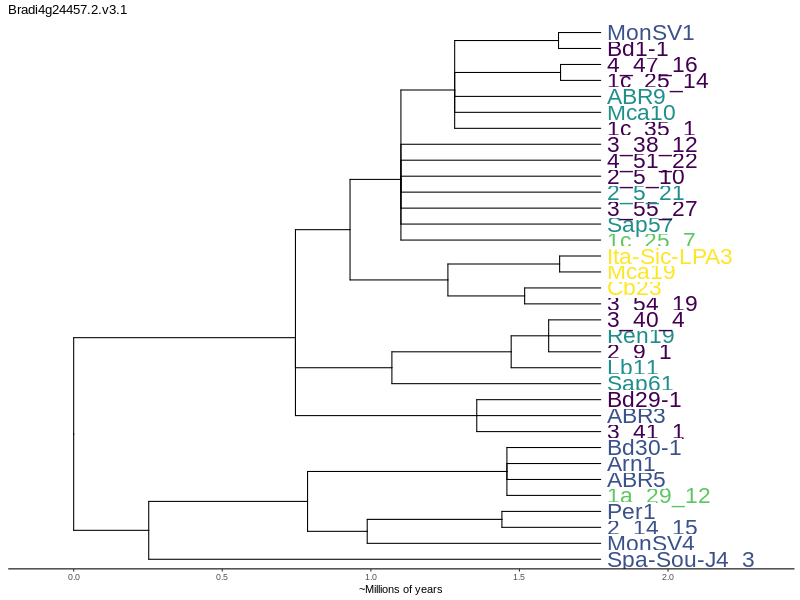 Bradi4g24457.2.v3.1
MonSV1
Bd1-1
4_47_16
1c_25_14
ABR9
Mca10
1c_35_1
3_38_12
4_51_22
2_5_10
2_5_21
3_55_27
Sap57
1c_25_7
Ita-Sic-LPA3
Mca19
Cb23
3_54_19
3_40_4
Ren19
2_9_1
Lb11
Sap61
Bd29-1
ABR3
3_41_1
Bd30-1
Arn1
ABR5
1a_29_12
Per1
2_14_15
MonSV4
Spa-Sou-J4_3
0.0 0.5 1.0 1.5 2.0
~Millions of years